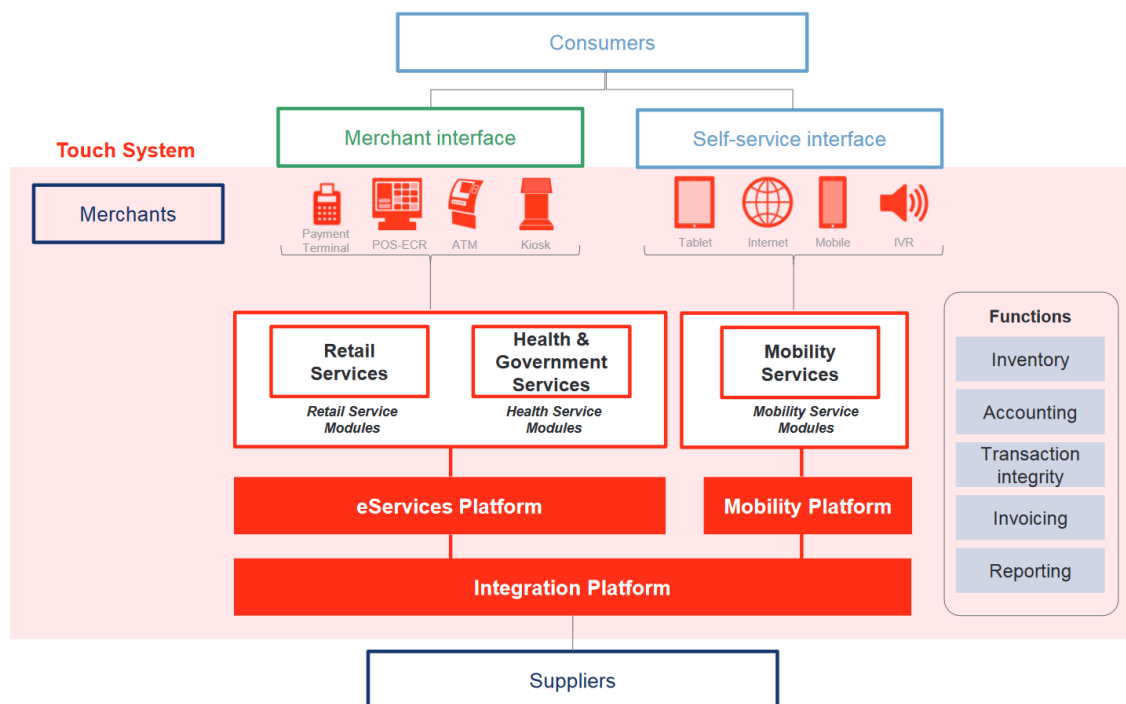 Consumers
Merchant interface
Self-service interface
Touch System
Merchants
Payment
Terminal
POS-ECR
ATM
Kiosk
Tablet
Internet
Mobile
IVR
Retail
Services
Retail Service
Modules
Health &
Government
Services
Health Service
Modules
Mobility
Services
Mobility Service
Modules
Functions
Inventory
Accounting
Transaction
integrity
Invoicing
Reporting
eServices Platform
Mobility Platform
Integration Platform
Suppliers